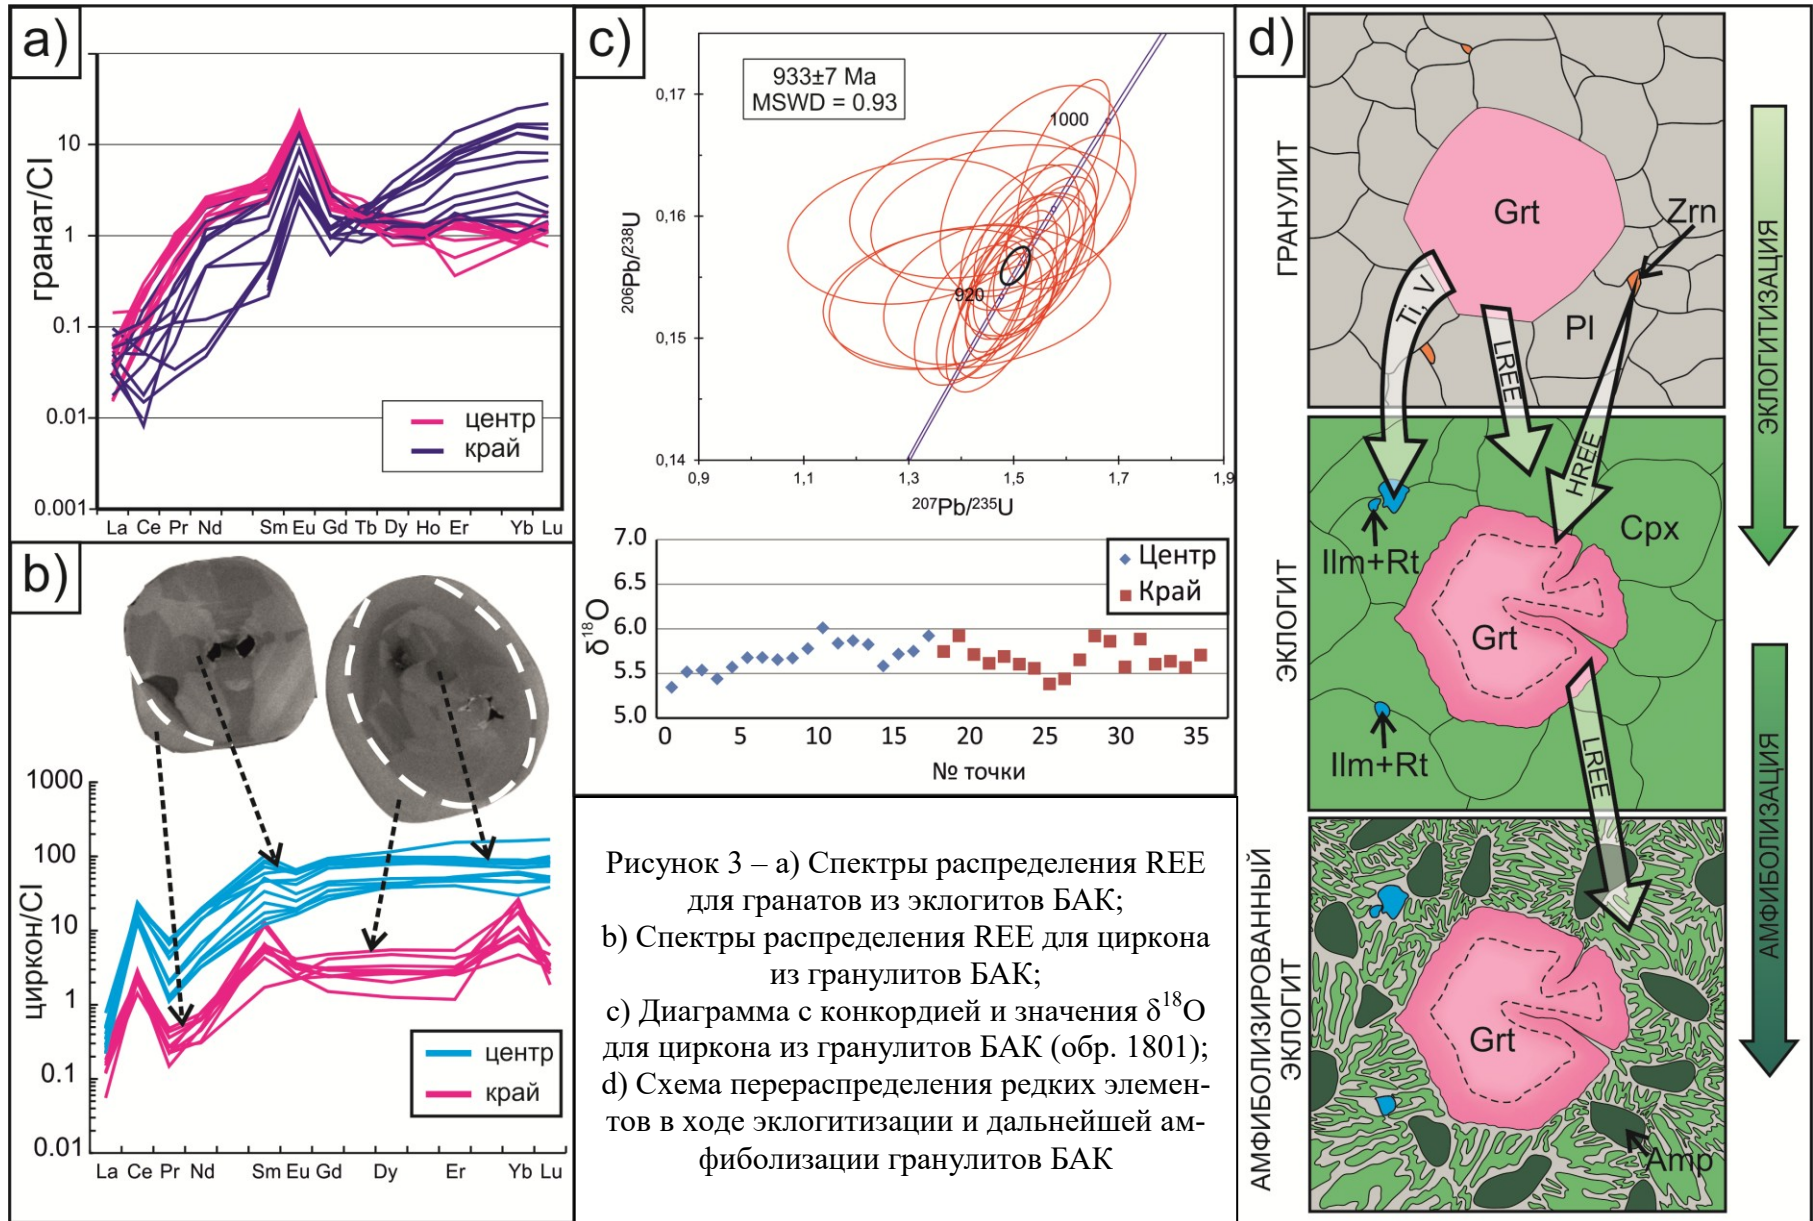 a)
гранат/CI
10
1
0.1
0.01
0.001
центр
край
La Ce Pr Nd Sm Eu Gd Tb Dy Ho Er Yb Lu
b)
циркон/CI
1000
100
10
1
0.1
0.01
центр
край
La Ce Pr Nd Sm Eu Gd Dy Er Yb Lu
c)
933±7 Ma
MSWD = 0.93
²⁰⁶Pb/²³⁸U
0,17
0,16
0,15
0,14
1000
920
0,9 1,1 1,3 1,5 1,7 1,9
²⁰⁷Pb/²³⁵U
δ¹⁸O
7.0
6.5
6.0
5.5
5.0
Центр
Край
0 5 10 15 20 25 30 35
№ точки
Рисунок 3 – a) Спектры распределения REE
для гранатов из эклогитов БАК;
b) Спектры распределения REE для циркона
из гранулитов БАК;
c) Диаграмма с конкордией и значения δ¹⁸O
для циркона из гранулитов БАК (обр. 1801);
d) Схема перераспределения редких элемен-
тов в ходе эклогитизации и дальнейшей ам-
фиболизации гранулитов БАК
d)
ГРАНУЛИТ
Grt
Zrn
Pl
Ti, V
LREE
HREE
ЭКЛОГИТИЗАЦИЯ
ЭКЛОГИТ
Ilm+Rt
Cpx
Grt
Ilm+Rt
LREE
АМФИБОЛИЗАЦИЯ
АМФИБОЛИЗИРОВАННЫЙ
ЭКЛОГИТ
Grt
Amp